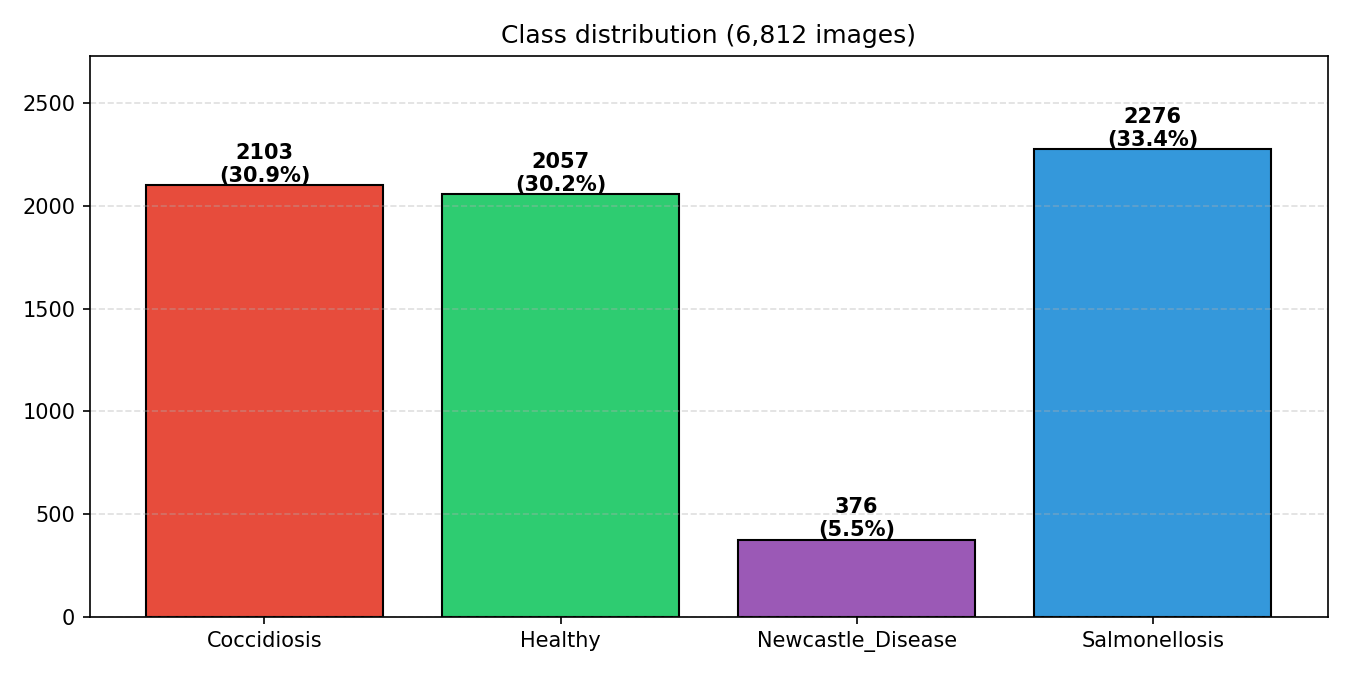 Class distribution (6,812 images)
2500
2000
1500
1000
500
0
2103
(30.9%)
2057
(30.2%)
376
(5.5%)
2276
(33.4%)
Coccidiosis
Healthy
Newcastle_Disease
Salmonellosis